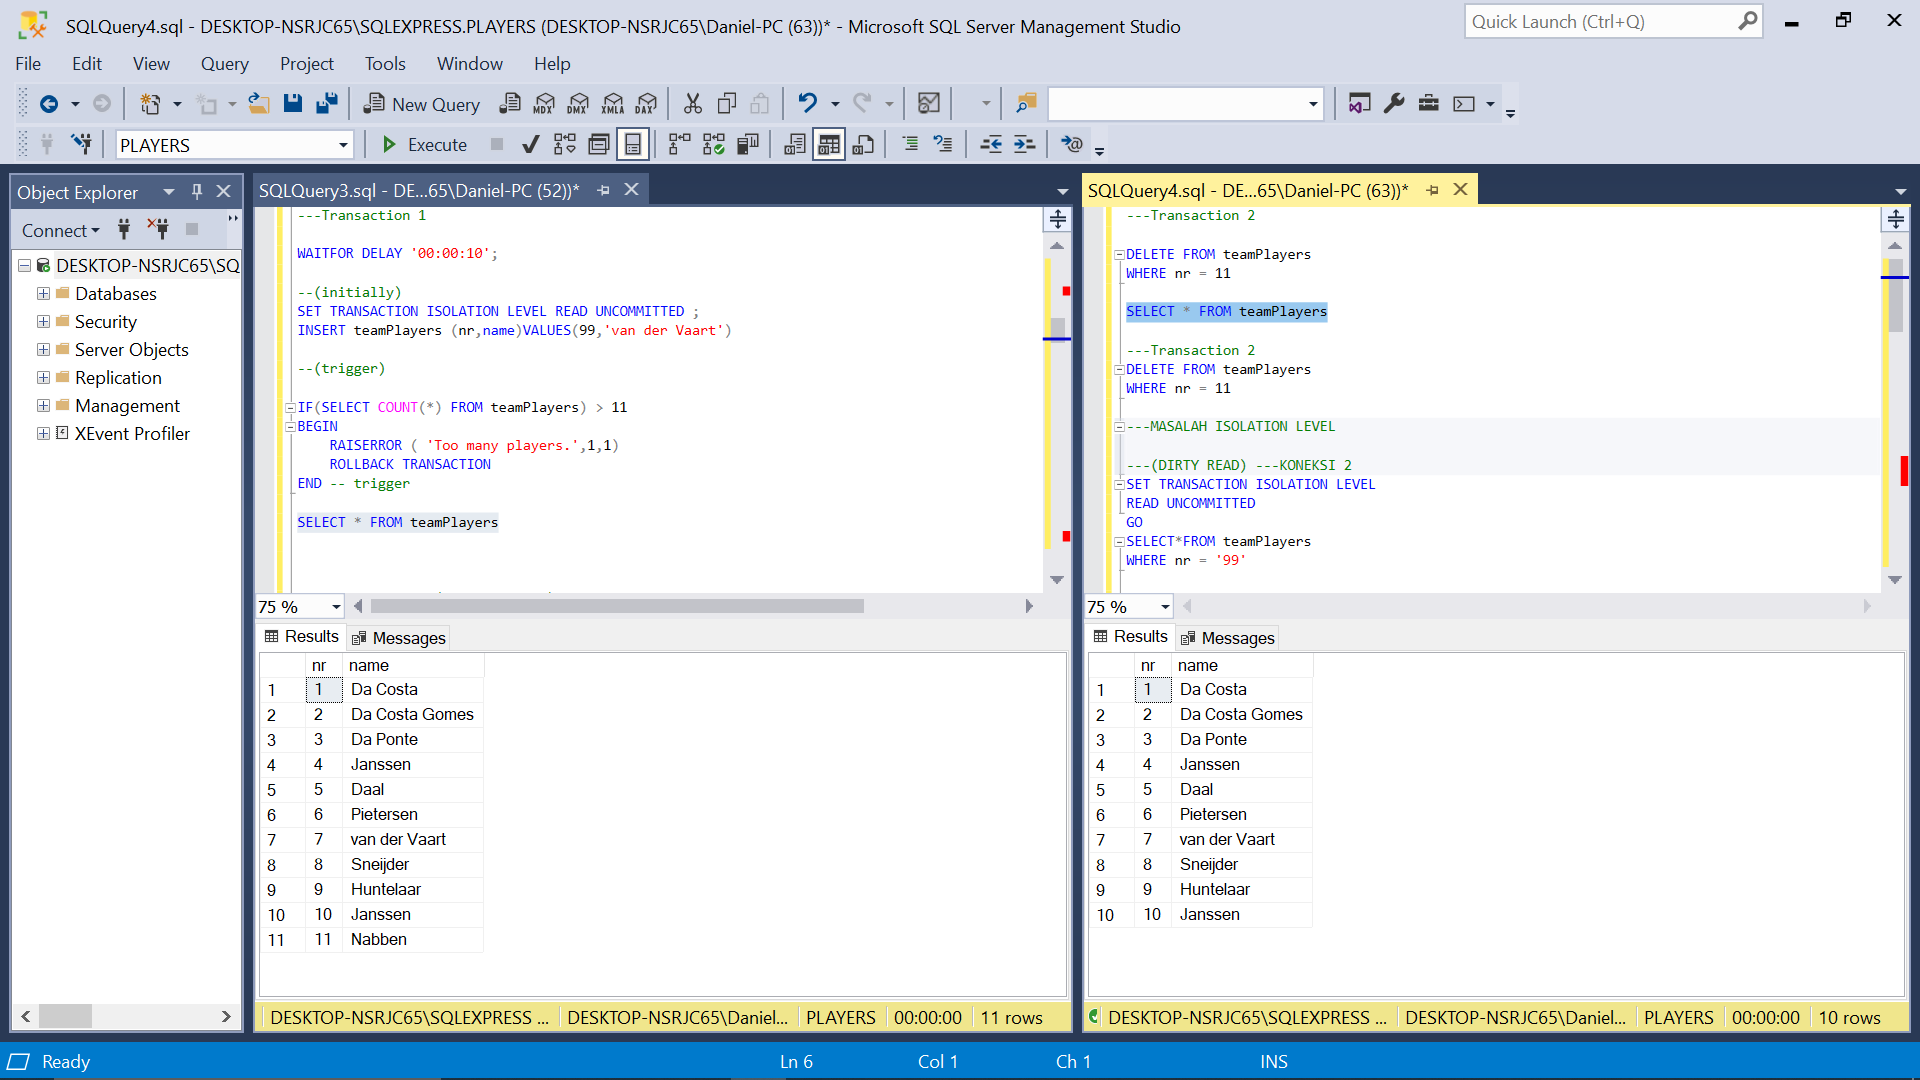 SQLQuery4.sql - DESKTOP-NSRJC65\SQLEXPRESS.PLAYERS (DESKTOP-NSRJC65\Daniel-PC (63))* - Microsoft SQL Server Management Studio
Quick Launch (Ctrl+Q)
File Edit View Query Project Tools Window Help
New Query MDX DMX XMLA DAX
PLAYERS Execute
Object Explorer
Connect
DESKTOP-NSRJC65\SQ
Databases
Security
Server Objects
Replication
Management
XEvent Profiler
SQLQuery3.sql - DE...65\Daniel-PC (52))*
---Transaction 1
WAITFOR DELAY '00:00:10';
--(initially)
SET TRANSACTION ISOLATION LEVEL READ UNCOMMITTED ;
INSERT teamPlayers (nr,name)VALUES(99,'van der Vaart')
--(trigger)
IF(SELECT COUNT(*) FROM teamPlayers) > 11
BEGIN
RAISERROR ( 'Too many players.',1,1)
ROLLBACK TRANSACTION
END -- trigger
SELECT * FROM teamPlayers
75 %
Results Messages
nr name
1 1 Da Costa
2 2 Da Costa Gomes
3 3 Da Ponte
4 4 Janssen
5 5 Daal
6 6 Pietersen
7 7 van der Vaart
8 8 Sneijder
9 9 Huntelaar
10 10 Janssen
11 11 Nabben
DESKTOP-NSRJC65\SQLEXPRESS ... DESKTOP-NSRJC65\Daniel... PLAYERS 00:00:00 11 rows
SQLQuery4.sql - DE...65\Daniel-PC (63))*
---Transaction 2
DELETE FROM teamPlayers
WHERE nr = 11
SELECT * FROM teamPlayers
---Transaction 2
DELETE FROM teamPlayers
WHERE nr = 11
---MASALAH ISOLATION LEVEL
---(DIRTY READ) ---KONEKSI 2
SET TRANSACTION ISOLATION LEVEL
READ UNCOMMITTED
GO
SELECT*FROM teamPlayers
WHERE nr = '99'
75 %
Results Messages
nr name
1 1 Da Costa
2 2 Da Costa Gomes
3 3 Da Ponte
4 4 Janssen
5 5 Daal
6 6 Pietersen
7 7 van der Vaart
8 8 Sneijder
9 9 Huntelaar
10 10 Janssen
DESKTOP-NSRJC65\SQLEXPRESS ... DESKTOP-NSRJC65\Daniel... PLAYERS 00:00:00 10 rows
Ready Ln 6 Col 1 Ch 1 INS